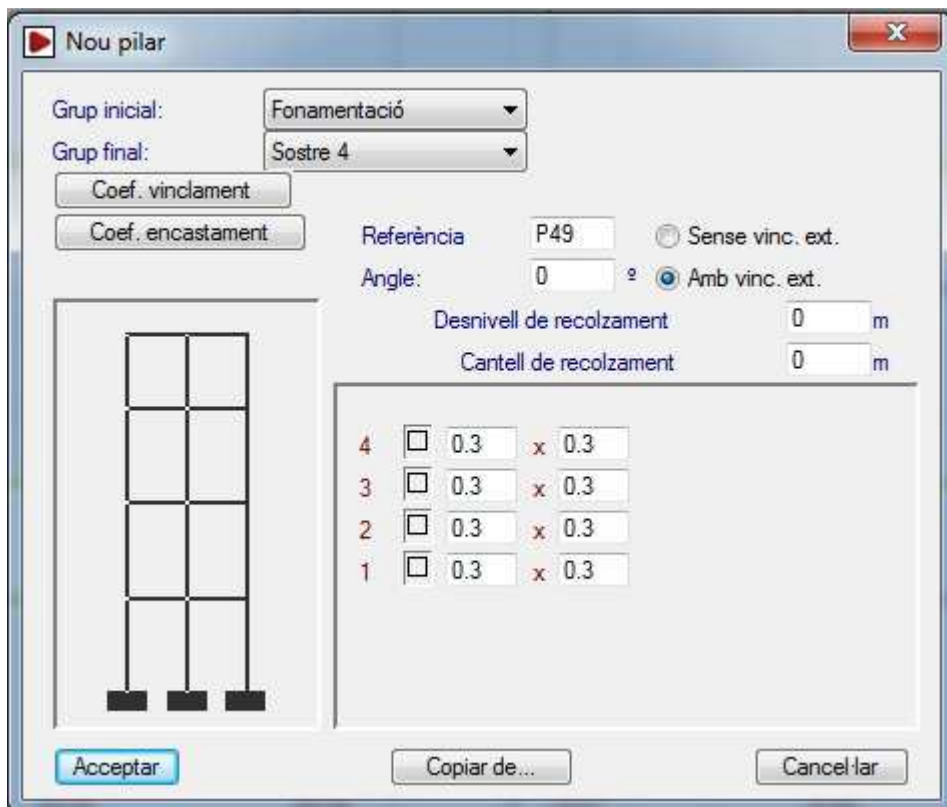 Nou pilar
Grup inicial: Fonamentació
Grup final: Sostre 4
Coef. vinclament
Coef. encastament
Referència P49 Sense vinc. ext.
Angle: 0 º Amb vinc. ext.
Desnivell de recolzament 0 m
Cantell de recolzament 0 m
4 0.3 x 0.3
3 0.3 x 0.3
2 0.3 x 0.3
1 0.3 x 0.3
Acceptar Copiar de... Cancel·lar